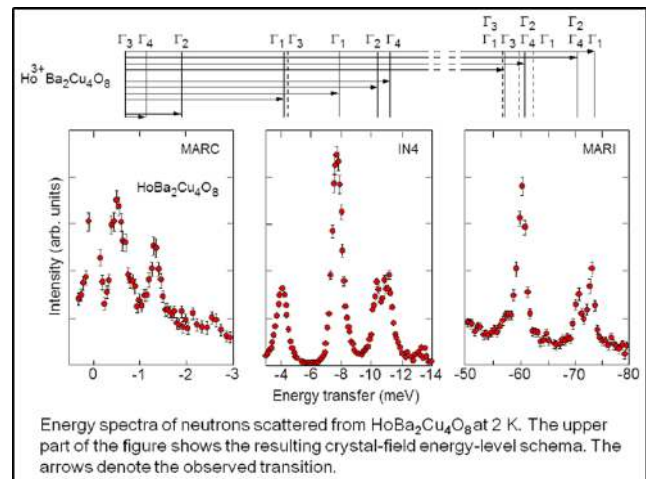 Γ3 Γ2 Γ2
Γ3 Γ4 Γ2 Γ1 Γ3 Γ1 Γ2 Γ4 Γ1 Γ3 Γ4 Γ1 Γ4 Γ1
Ho3+Ba2Cu4O8
MARC IN4 MARI
HoBa2Cu4O8
Intensity (arb. units)
0 -1 -2 -3 -4 -6 -8 -10 -12 -14 -50 -60 -70 -80
Energy transfer (meV)
Energy spectra of neutrons scattered from HoBa2Cu4O8 at 2 K. The upper
part of the figure shows the resulting crystal-field energy-level schema. The
arrows denote the observed transition.